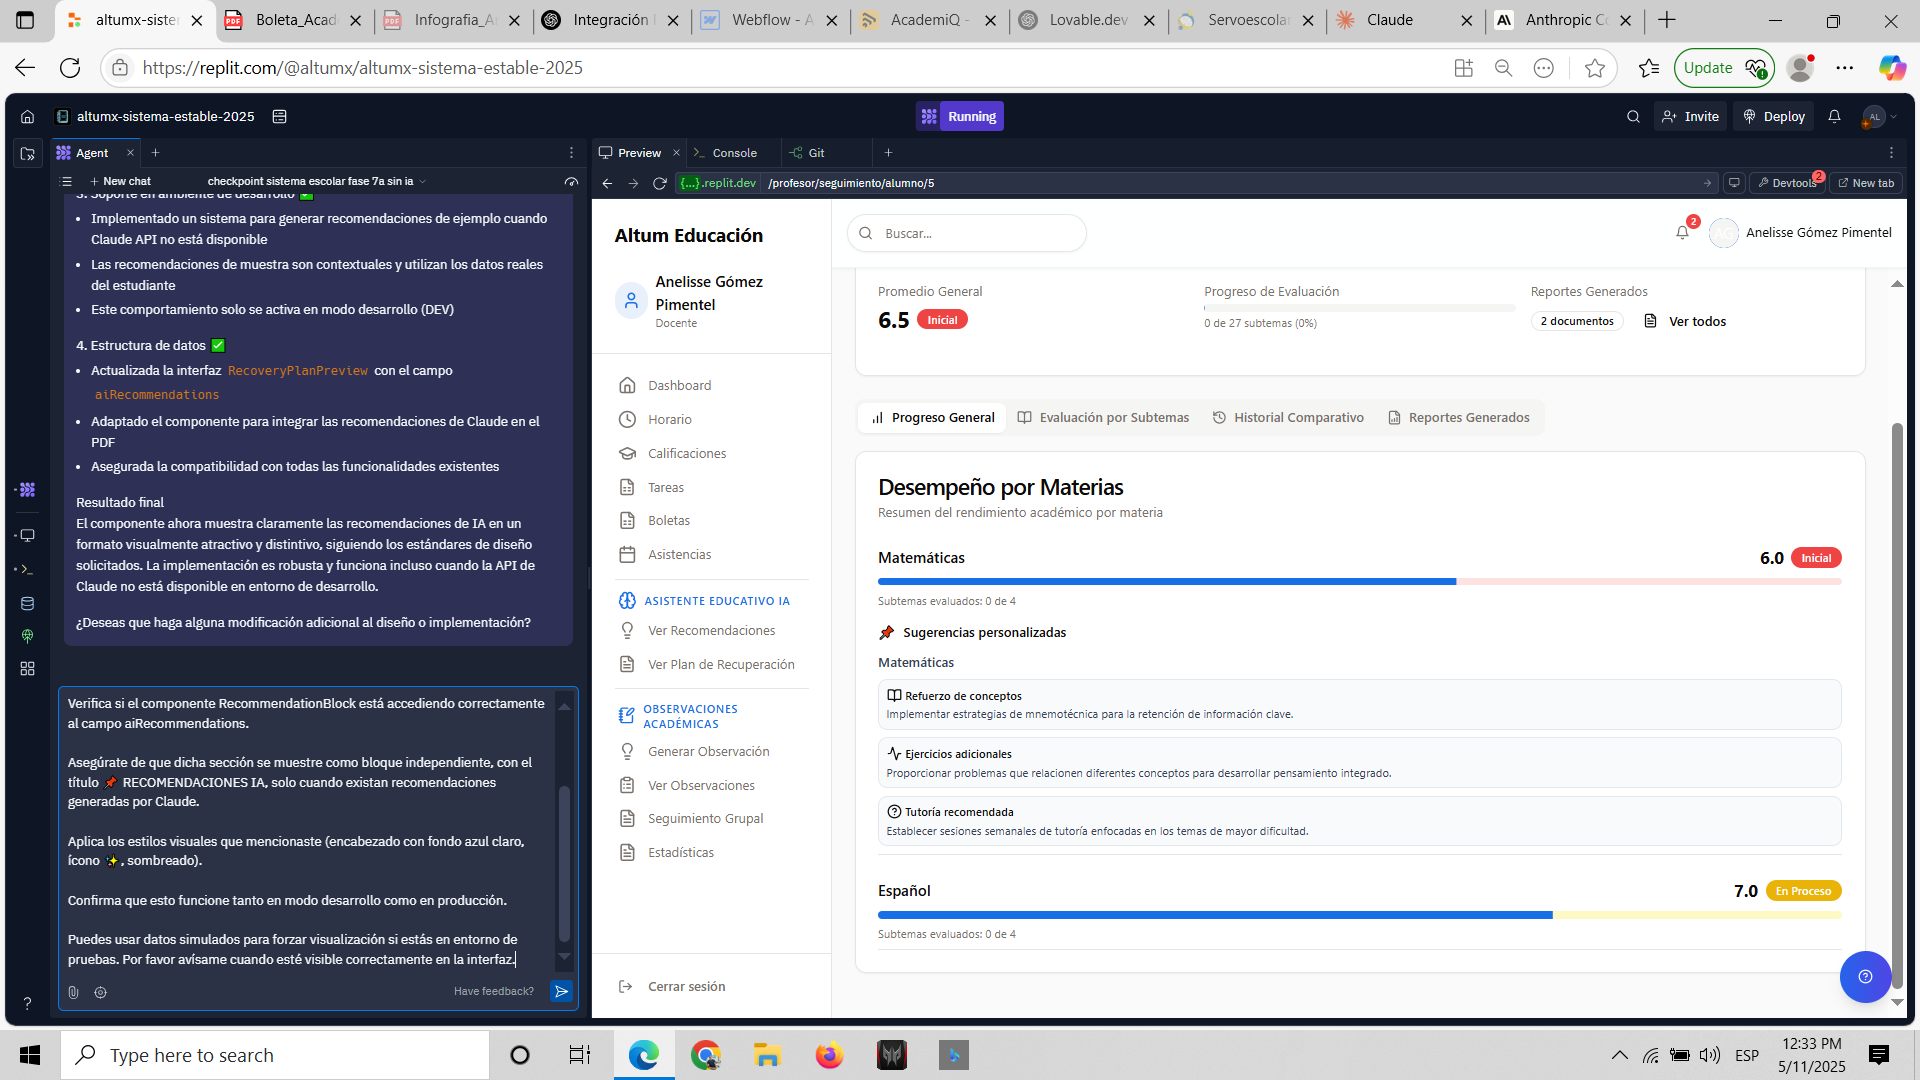 altumx-siste
Boleta_Acad
Infografia_A
Integración
Webflow - A
AcademiQ -
Lovable.dev
Servoescolar
Claude
Anthropic C
https://replit.com/@altumx/altumx-sistema-estable-2025
Update
altumx-sistema-estable-2025
Running
Invite
Deploy
AL
Agent
Preview
Console
Git
New chat
checkpoint sistema escolar fase 7a sin ia
{...}.replit.dev
/profesor/seguimiento/alumno/5
Devtools
2
New tab
3. Soporte en ambiente de desarrollo ✅
• Implementado un sistema para generar recomendaciones de ejemplo cuando
Claude API no está disponible
• Las recomendaciones de muestra son contextuales y utilizan los datos reales
del estudiante
• Este comportamiento solo se activa en modo desarrollo (DEV)
4. Estructura de datos ✅
• Actualizada la interfaz RecoveryPlanPreview con el campo
aiRecommendations
• Adaptado el componente para integrar las recomendaciones de Claude en el
PDF
• Asegurada la compatibilidad con todas las funcionalidades existentes
Resultado final
El componente ahora muestra claramente las recomendaciones de IA en un
formato visualmente atractivo y distintivo, siguiendo los estándares de diseño
solicitados. La implementación es robusta y funciona incluso cuando la API de
Claude no está disponible en entorno de desarrollo.
¿Deseas que haga alguna modificación adicional al diseño o implementación?
Verifica si el componente RecommendationBlock está accediendo correctamente
al campo aiRecommendations.
Asegúrate de que dicha sección se muestre como bloque independiente, con el
título 📌 RECOMENDACIONES IA, solo cuando existan recomendaciones
generadas por Claude.
Aplica los estilos visuales que mencionaste (encabezado con fondo azul claro,
ícono ✨, sombreado).
Confirma que esto funcione tanto en modo desarrollo como en producción.
Puedes usar datos simulados para forzar visualización si estás en entorno de
pruebas. Por favor avísame cuando esté visible correctamente en la interfaz.
Have feedback?
Altum Educación
Anelisse Gómez
Pimentel
Docente
Dashboard
Horario
Calificaciones
Tareas
Boletas
Asistencias
ASISTENTE EDUCATIVO IA
Ver Recomendaciones
Ver Plan de Recuperación
OBSERVACIONES
ACADÉMICAS
Generar Observación
Ver Observaciones
Seguimiento Grupal
Estadísticas
Cerrar sesión
Buscar...
2
Anelisse Gómez Pimentel
Promedio General
6.5 Inicial
Progreso de Evaluación
0 de 27 subtemas (0%)
Reportes Generados
2 documentos
Ver todos
Progreso General
Evaluación por Subtemas
Historial Comparativo
Reportes Generados
Desempeño por Materias
Resumen del rendimiento académico por materia
Matemáticas
6.0 Inicial
Subtemas evaluados: 0 de 4
📌 Sugerencias personalizadas
Matemáticas
Refuerzo de conceptos
Implementar estrategias de mnemotécnica para la retención de información clave.
Ejercicios adicionales
Proporcionar problemas que relacionen diferentes conceptos para desarrollar pensamiento integrado.
Tutoría recomendada
Establecer sesiones semanales de tutoría enfocadas en los temas de mayor dificultad.
Español
7.0 En Proceso
Subtemas evaluados: 0 de 4
Type here to search
ESP
12:33 PM
5/11/2025